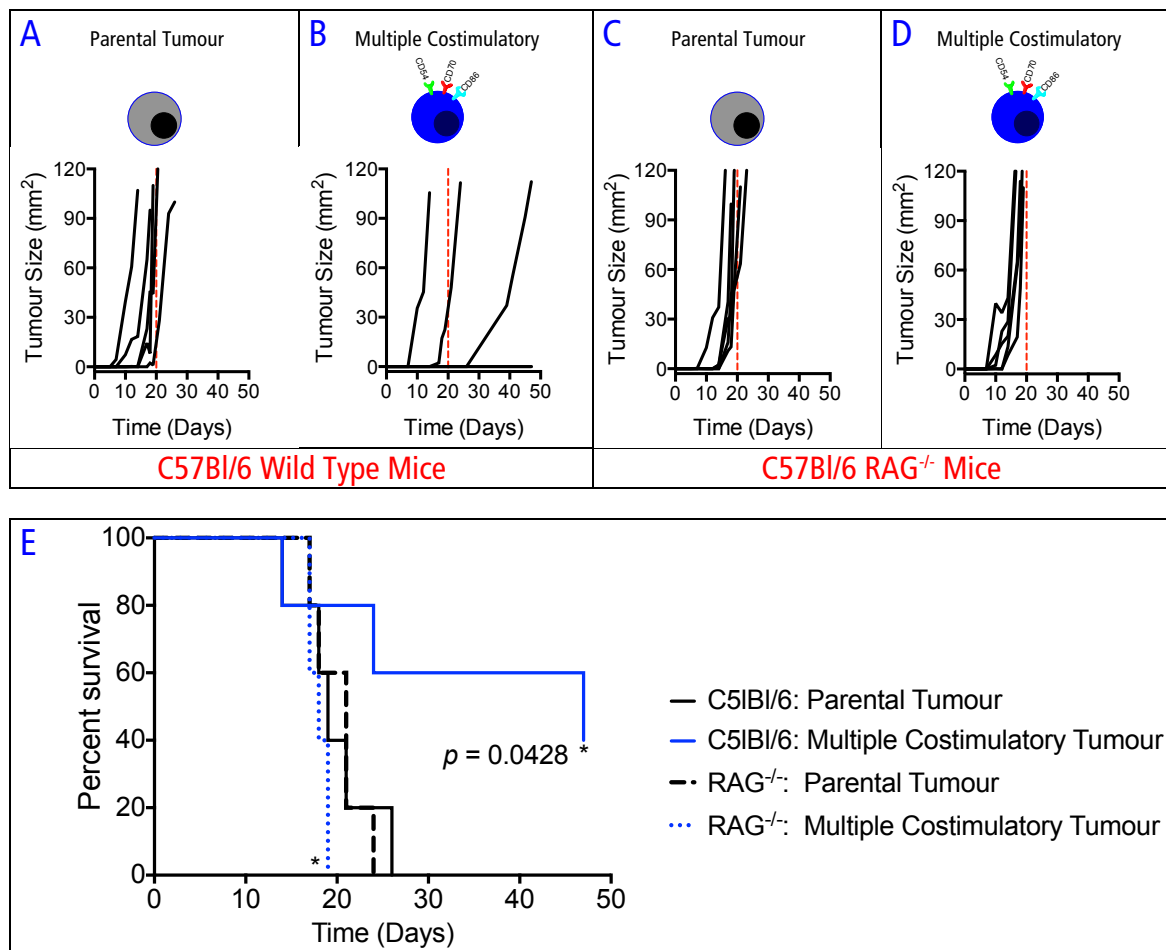 A
Parental Tumour
Tumour Size (mm²)
120
90
60
30
0
0 10 20 30 40 50
Time (Days)
B
Multiple Costimulatory
CD54
CD70
CD86
Tumour Size (mm²)
120
90
60
30
0
0 10 20 30 40 50
Time (Days)
C57Bl/6 Wild Type Mice
C
Parental Tumour
Tumour Size (mm²)
120
90
60
30
0
0 10 20 30 40 50
Time (Days)
D
Multiple Costimulatory
CD54
CD70
CD86
Tumour Size (mm²)
120
90
60
30
0
0 10 20 30 40 50
Time (Days)
C57Bl/6 RAG⁻/⁻ Mice
E
Percent survival
100
80
60
40
20
0
0 10 20 30 40 50
Time (Days)
p = 0.0428 *
*
C5lBl/6: Parental Tumour
C5lBl/6: Multiple Costimulatory Tumour
RAG⁻/⁻: Parental Tumour
RAG⁻/⁻: Multiple Costimulatory Tumour